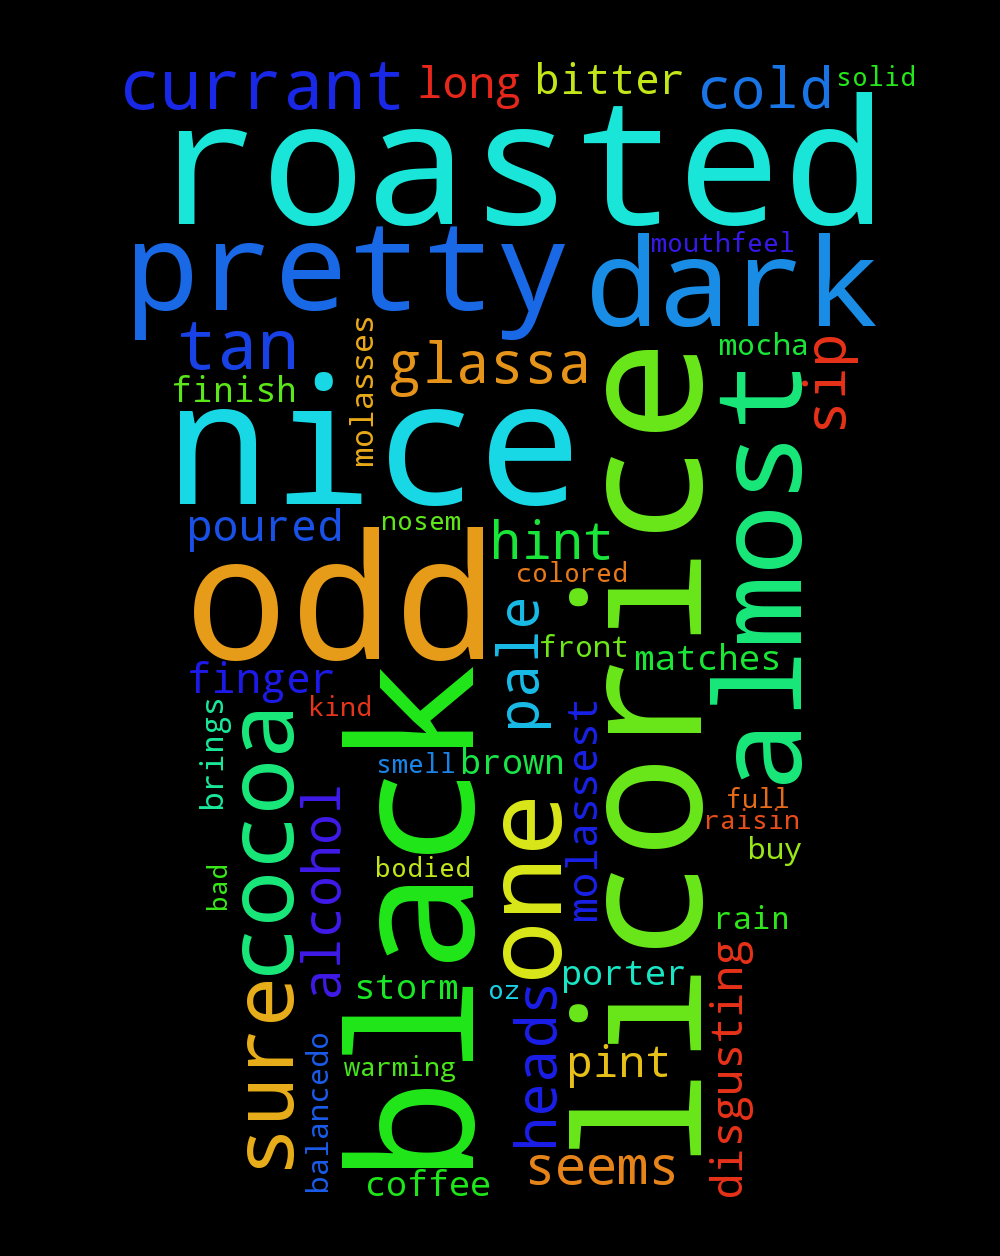 currant long bitter cold solid
roasted
mouthfeel
pretty dark
tan molasses glassa mocha sip
finish
nice licorice almost
poured nosem hint
colored
odd pale front matches
finger
kind
brings cocoa black smell brown molassest
full
raisin
buy
alcohol bodied one
bad
rain
storm oz porter
sure heads disgusting
balancedo warming pint
coffee seems